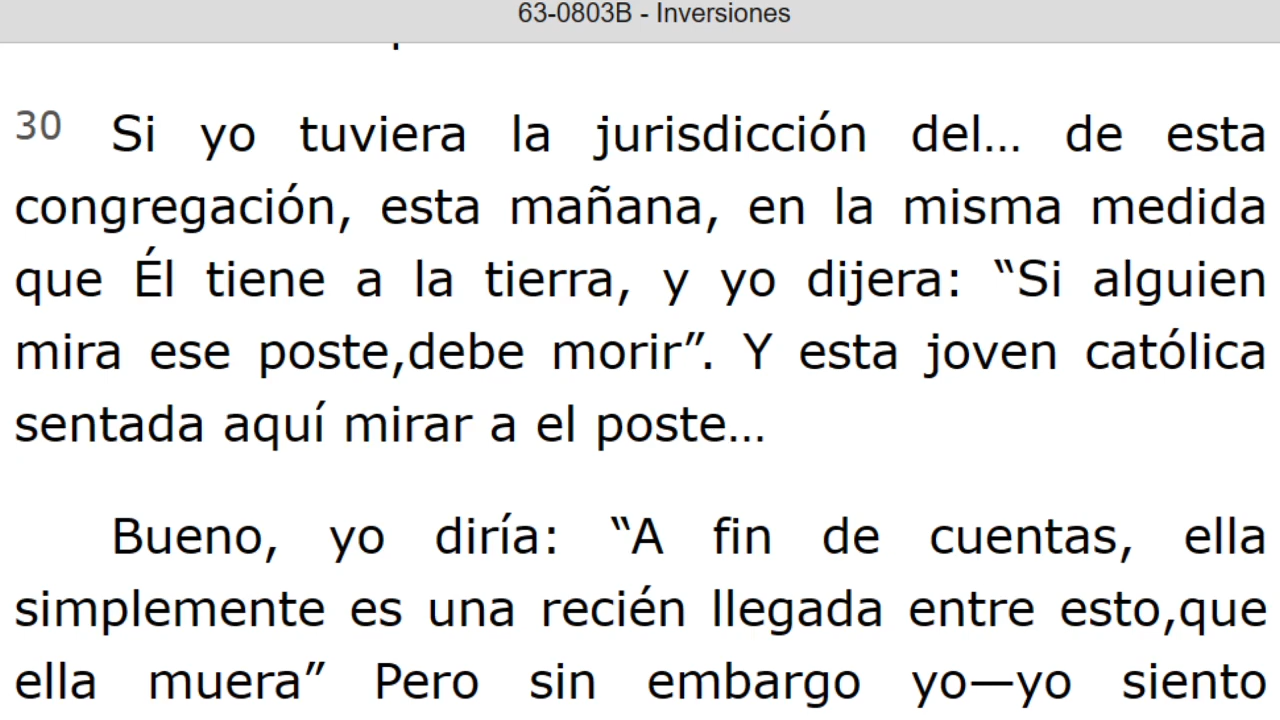 63-0803B - Inversiones
30 Si yo tuviera la jurisdicción del… de esta
congregación, esta mañana, en la misma medida
que Él tiene a la tierra, y yo dijera: “Si alguien
mira ese poste,debe morir”. Y esta joven católica
sentada aquí mirar a el poste…
Bueno, yo diría: “A fin de cuentas, ella
simplemente es una recién llegada entre esto,que
ella muera” Pero sin embargo yo—yo siento